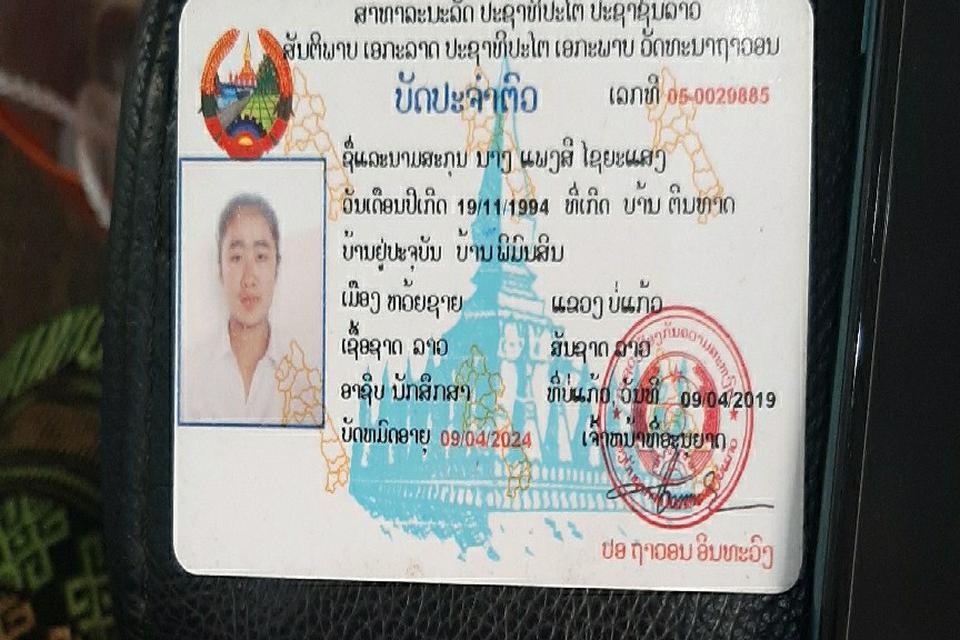 ສາທາລະນະລັດ ປະຊາທິປະໄຕ ປະຊາຊົນລາວ
ສັນຕິພາບ ເອກະລາດ ປະຊາທິປະໄຕ ເອກະພາບ ວັດທະນາຖາວອນ
ບັດປະຈຳຕົວ ເລກທີ 05-0029885
ຊື່ແລະນາມສະກຸນ ນາງ ແພງສີ ໄຊຍະແສງ
ວັນເດືອນປີເກີດ 19/11/1994 ທີ່ເກີດ ບ້ານ ຕີນທາດ
ບ້ານຢູ່ປະຈຸບັນ ບ້ານ ພິມົນສິນ
ເມືອງ ຫວ້ຍຊາຍ ແຂວງ ບໍ່ແກ້ວ
ເຊື້ອຊາດ ລາວ ສັນຊາດ ລາວ
ອາຊີບ ນັກສຶກສາ ທີ່ບໍ່ແກ້ວ, ວັນທີ 09/04/2019
ບັດຫມົດອາຍຸ 09/04/2024 ເຈົ້າຫນ້າທີ່ອະນຸຍາດ
ປອ ຖາວອນ ອິນທະວົງ